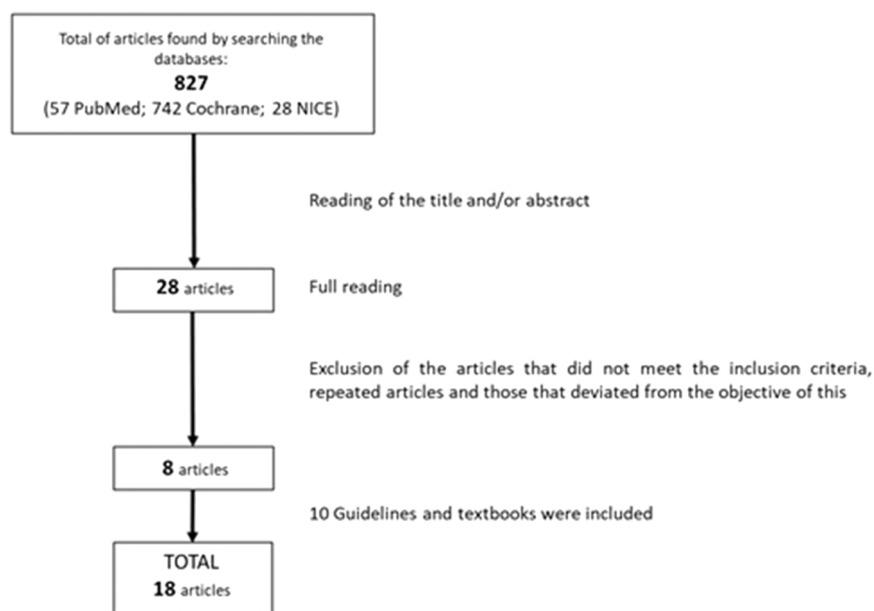 Total of articles found by searching the
databases:
827
(57 PubMed; 742 Cochrane; 28 NICE)
Reading of the title and/or abstract
28 articles
Full reading
Exclusion of the articles that did not meet the inclusion criteria,
repeated articles and those that deviated from the objective of this
8 articles
10 Guidelines and textbooks were included
TOTAL
18 articles